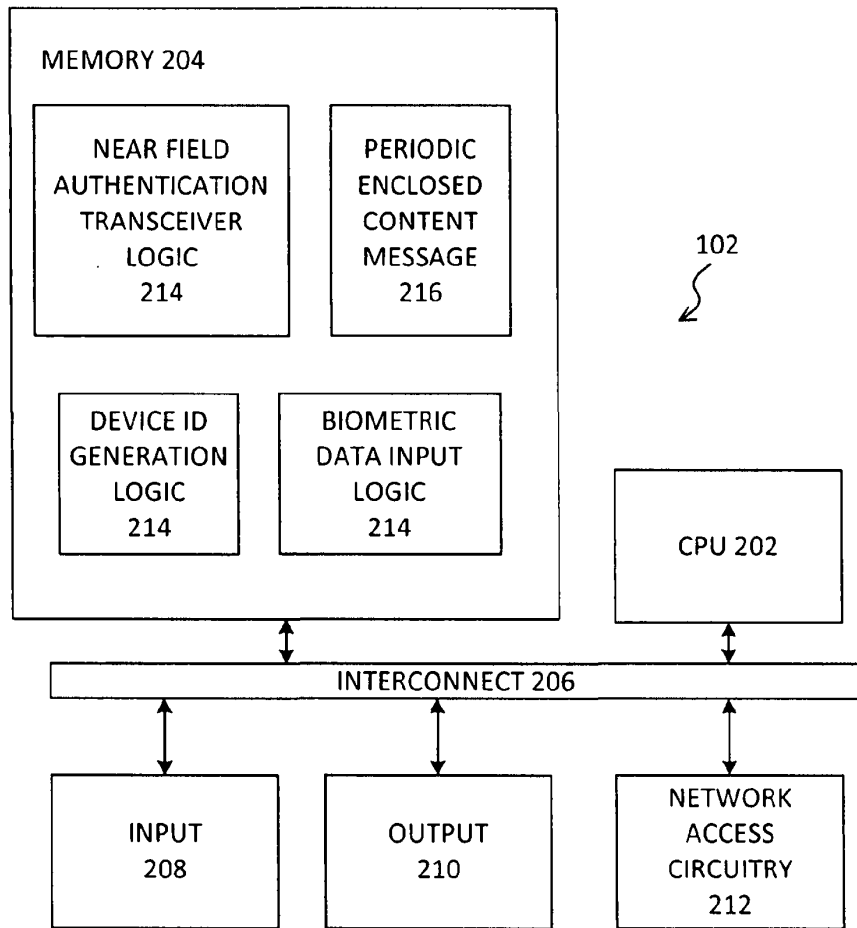 MEMORY 204
NEAR FIELD
AUTHENTICATION
TRANSCEIVER
LOGIC
214
PERIODIC
ENCLOSED
CONTENT
MESSAGE
216
102
DEVICE ID
GENERATION
LOGIC
214
BIOMETRIC
DATA INPUT
LOGIC
214
CPU 202
INTERCONNECT 206
INPUT
208
OUTPUT
210
NETWORK
ACCESS
CIRCUITRY
212